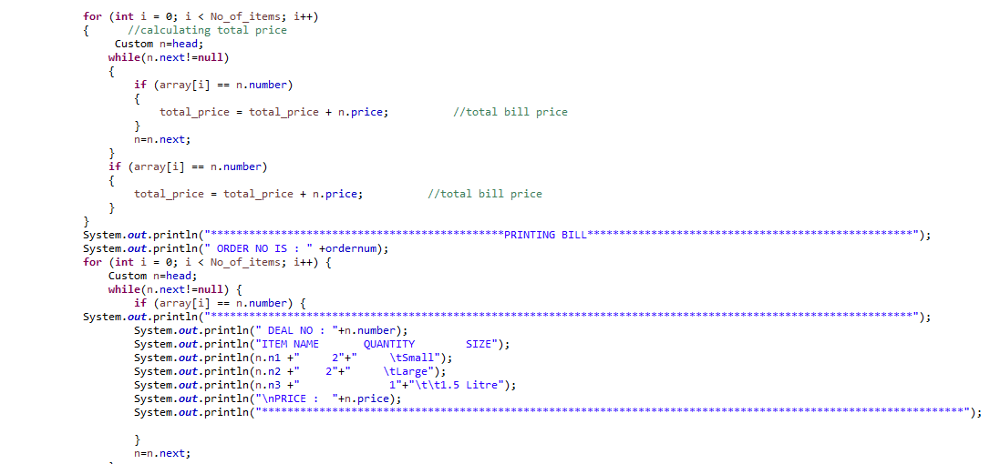 for (int i = 0; i < No_of_items; i++)
{      //calculating total price
     Custom n=head;
    while(n.next!=null)
    {
        if (array[i] == n.number)
        {
            total_price = total_price + n.price;          //total bill price
        }
        n=n.next;
    }
    if (array[i] == n.number)
    {
        total_price = total_price + n.price;          //total bill price
    }
}
System.out.println("**********************************************PRINTING BILL***************************************************");
System.out.println(" ORDER NO IS : " +ordernum);
for (int i = 0; i < No_of_items; i++) {
    Custom n=head;
    while(n.next!=null) {
        if (array[i] == n.number) {
System.out.println("**************************************************************************************************************");
        System.out.println(" DEAL NO : "+n.number);
        System.out.println("ITEM NAME       QUANTITY        SIZE");
        System.out.println(n.n1 +"     2"+"     \tSmall");
        System.out.println(n.n2 +"    2"+"     \tLarge");
        System.out.println(n.n3 +"              1"+"\t\t1.5 Litre");
        System.out.println("\nPRICE :  "+n.price);
        System.out.println("**************************************************************************************************************");
        }
        n=n.next;